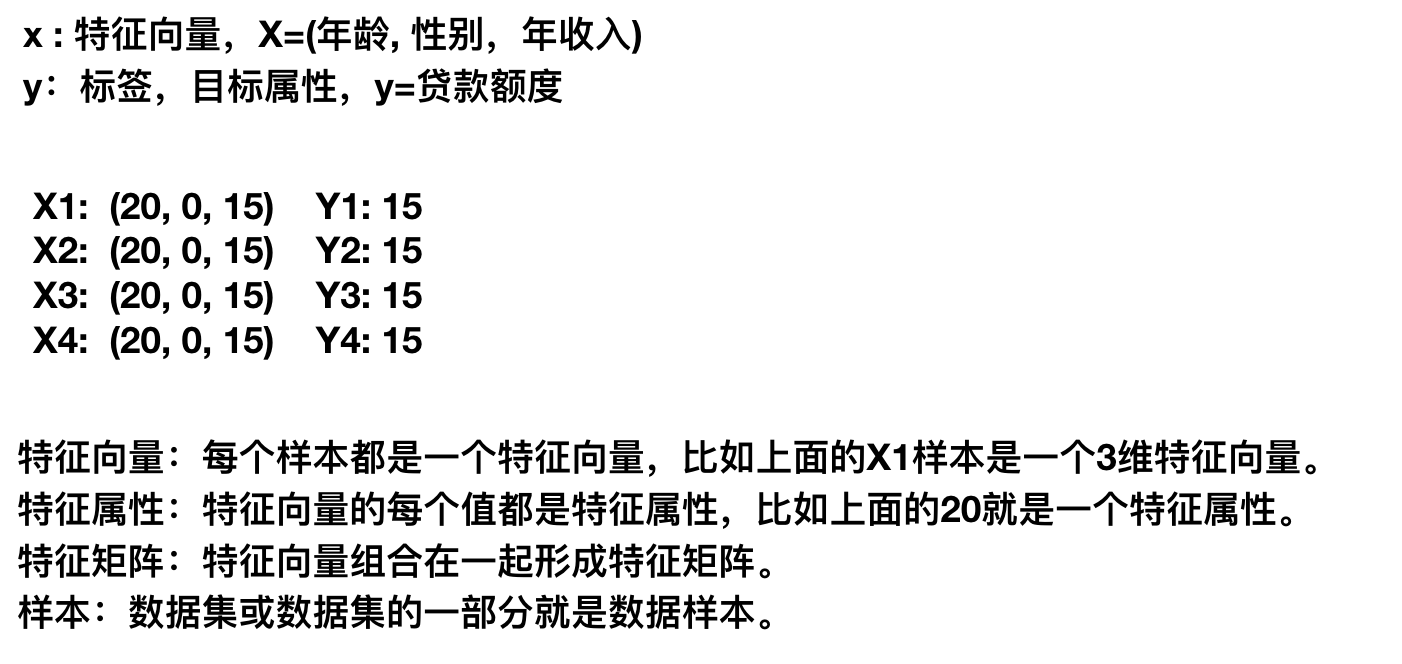 x : 特征向量，X=(年龄, 性别，年收入)
y：标签，目标属性，y=贷款额度
X1: (20, 0, 15) Y1: 15
X2: (20, 0, 15) Y2: 15
X3: (20, 0, 15) Y3: 15
X4: (20, 0, 15) Y4: 15
特征向量：每个样本都是一个特征向量，比如上面的X1样本是一个3维特征向量。
特征属性：特征向量的每个值都是特征属性，比如上面的20就是一个特征属性。
特征矩阵：特征向量组合在一起形成特征矩阵。
样本：数据集或数据集的一部分就是数据样本。